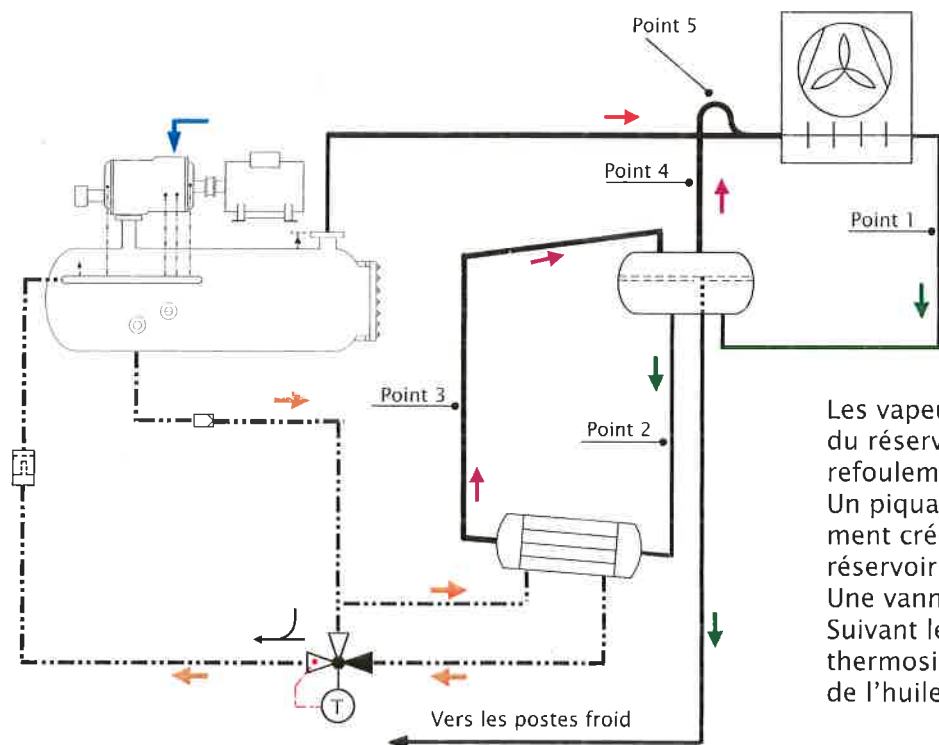 Point 5
Point 4
Point 1
Point 3
Point 2
Les vapeu
du réserv
refoulem
Un piqua
ment cré
réservoir
Une vann
Suivant le
thermosi
de l'huile
T
Vers les postes froid